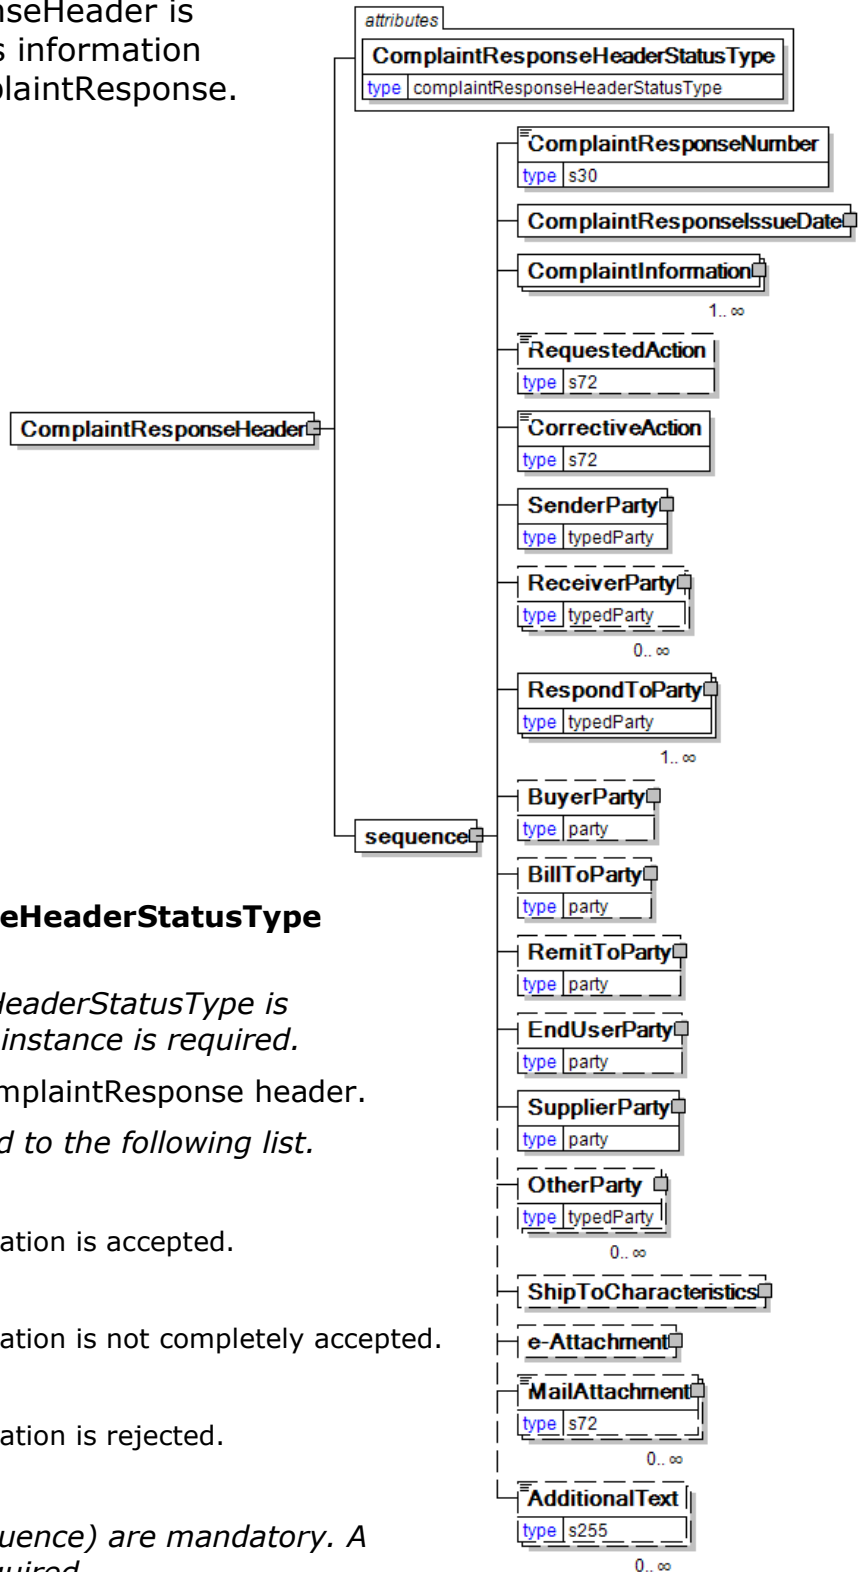 nseHeader is
s information
plaintResponse.
attributes
ComplaintResponseHeaderStatusType
type complaintResponseHeaderStatusType
ComplaintResponseNumber
type s30
ComplaintResponseIssueDate
ComplaintInformation
1.. ∞
RequestedAction
type s72
ComplaintResponseHeader
CorrectiveAction
type s72
SenderParty
type typedParty
ReceiverParty
type typedParty
0.. ∞
RespondToParty
type typedParty
1.. ∞
BuyerParty
type party
sequence
BillToParty
type party
eHeaderStatusType
RemitToParty
type party
HeaderStatusType is
instance is required.
EndUserParty
type party
mplaintResponse header.
SupplierParty
type party
d to the following list.
OtherParty
type typedParty
0.. ∞
ation is accepted.
ShipToCharacteristics
e-Attachment
ation is not completely accepted.
MailAttachment
type s72
0.. ∞
ation is rejected.
AdditionalText
type s255
0.. ∞
uence) are mandatory. A
quired